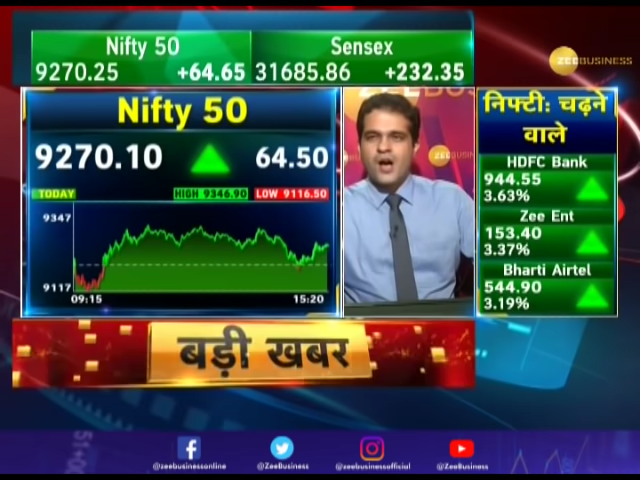 Nifty 50
9270.25 +64.65
Sensex
31685.86 +232.35
ZEEBUSINESS
Nifty 50
9270.10 64.50
TODAY HIGH 9346.90 LOW 9116.50
9347
9117
09:15 15:20
ZEEBUSINESS
निफ्टी: चढ़ने
वाले
HDFC Bank
944.55
3.63%
Zee Ent
153.40
3.37%
Bharti Airtel
544.90
3.19%
बड़ी खबर
@zeebusinessonline
@ZeeBusiness
@zeebusinessofficial
@ZeeBusiness